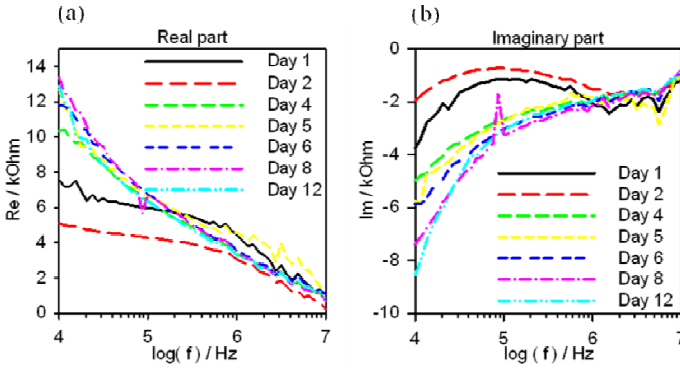 (a)
Real part
14
12
10
8
6
4
2
0
Re / kOhm
4
5
6
7
log( f ) / Hz
Day 1
Day 2
Day 4
Day 5
Day 6
Day 8
Day 12
(b)
Imaginary part
0
-2
-4
-6
-8
-10
Im / kOhm
4
5
6
7
log( f ) / Hz
Day 1
Day 2
Day 4
Day 5
Day 6
Day 8
Day 12